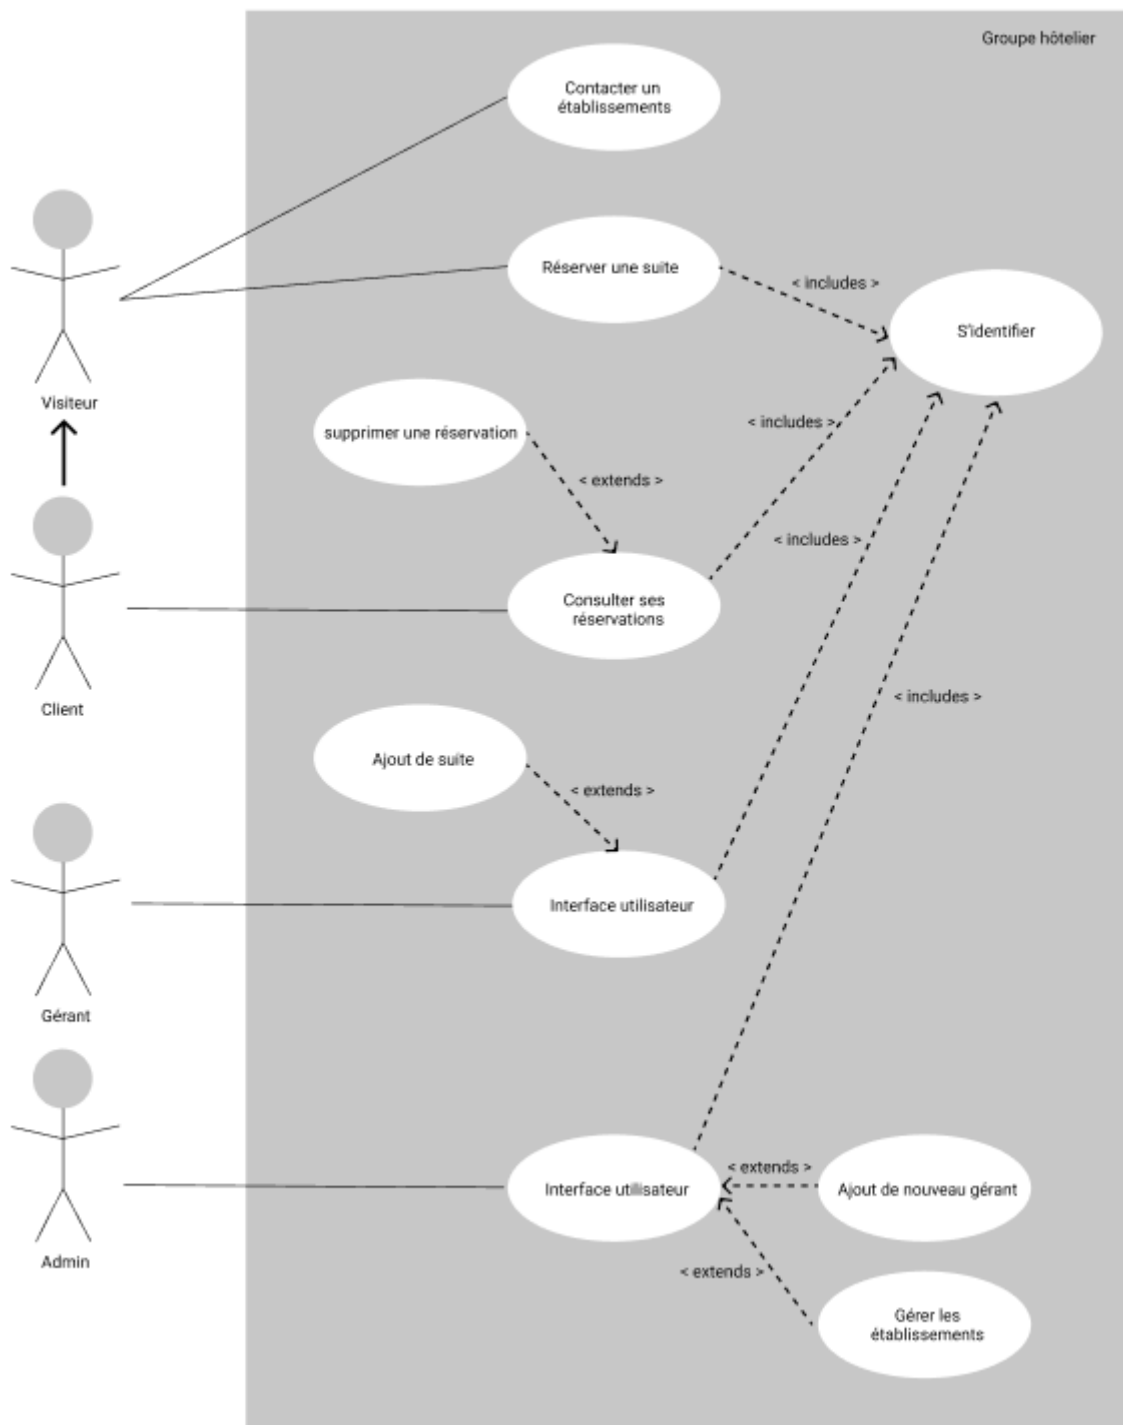 Groupe hôtelier
Contacter un
établissements
Réserver une suite
< includes >
S'identifier
Visiteur
supprimer une réservation
< includes >
< extends >
< includes >
Consulter ses
réservations
Client
< includes >
Ajout de suite
< extends >
Interface utilisateur
Gérant
< extends >
Interface utilisateur
Ajout de nouveau gérant
Admin
< extends >
Gérer les
établissements